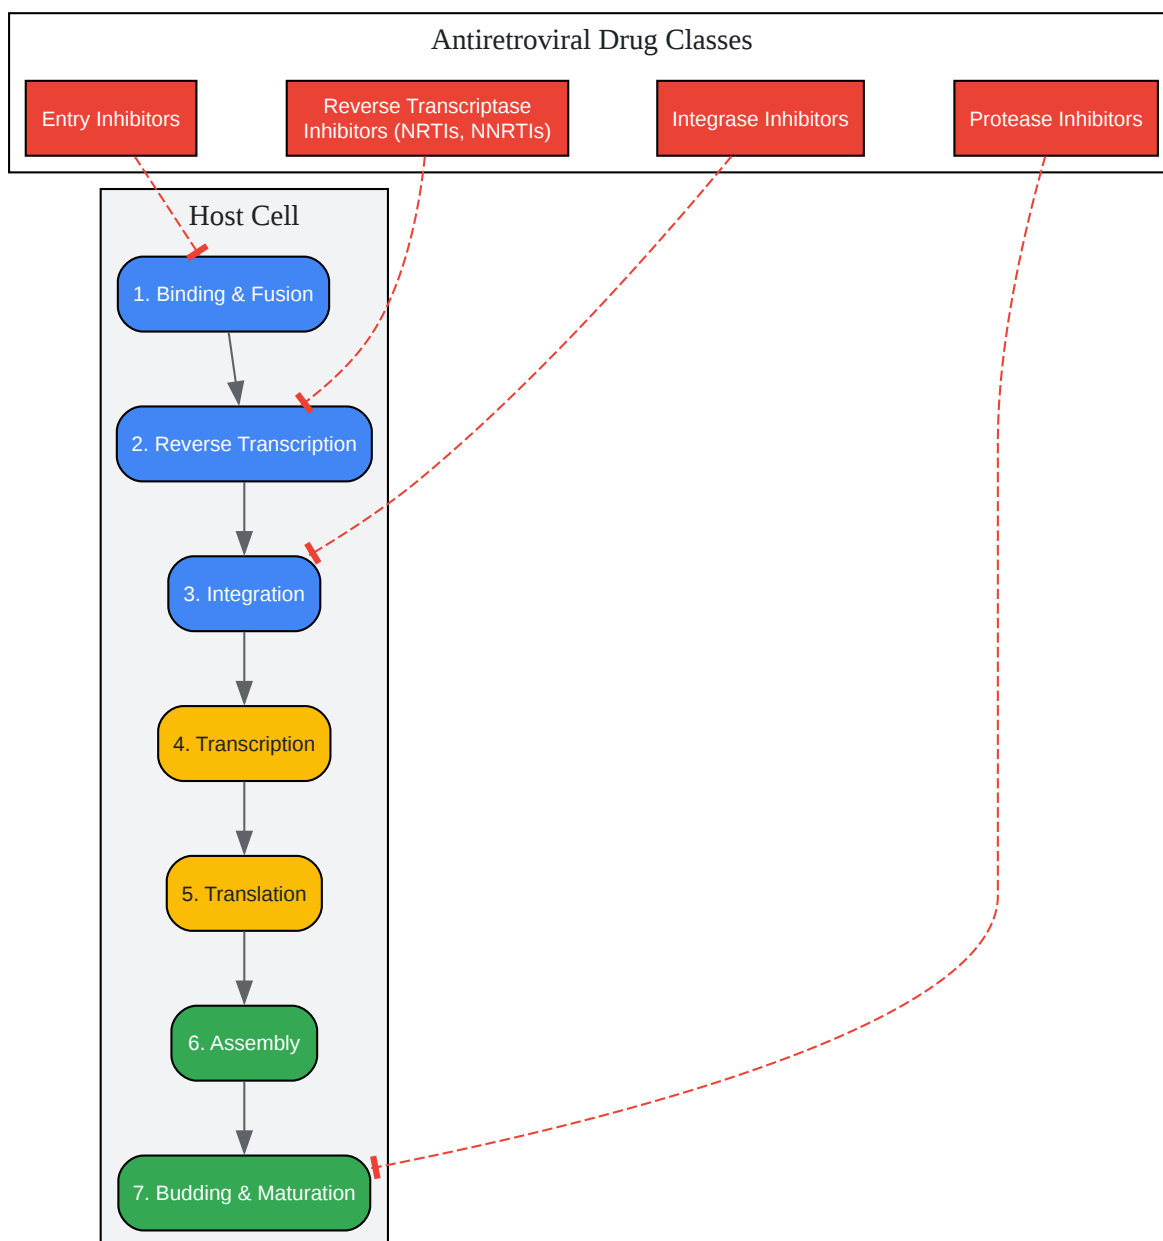 Antiretroviral Drug Classes
Entry Inhibitors
Reverse Transcriptase
Inhibitors (NRTIs, NNRTIs)
Integrase Inhibitors
Protease Inhibitors
Host Cell
1. Binding & Fusion
2. Reverse Transcription
3. Integration
4. Transcription
5. Translation
6. Assembly
7. Budding & Maturation